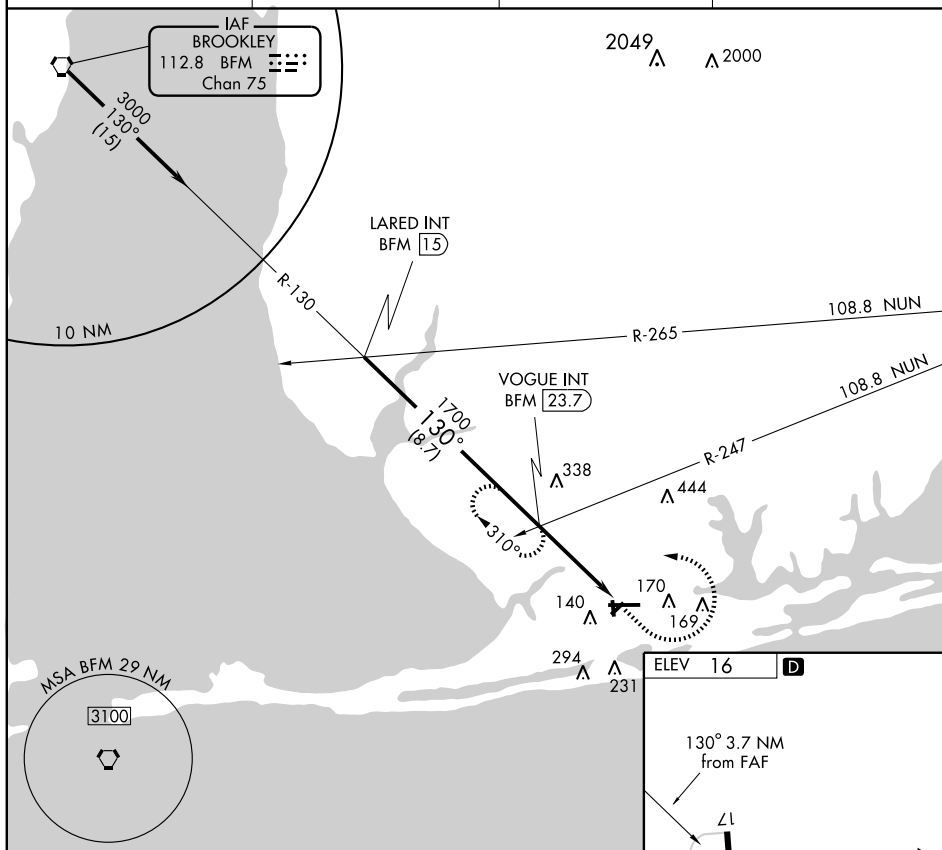 IAF
BROOKLEY
112.8 BFM
Chan 75
2049
2000
3000
130°
(15)
LARED INT
BFM 15
R-130
10 NM
108.8 NUN
R-265
VOGUE INT
BFM 23.7
108.8 NUN
R-247
1700
130°
(8.7)
338
444
310°
140
170
169
294
231
MSA BFM 29 NM
3100
ELEV 16 D
130° 3.7 NM
from FAF
17